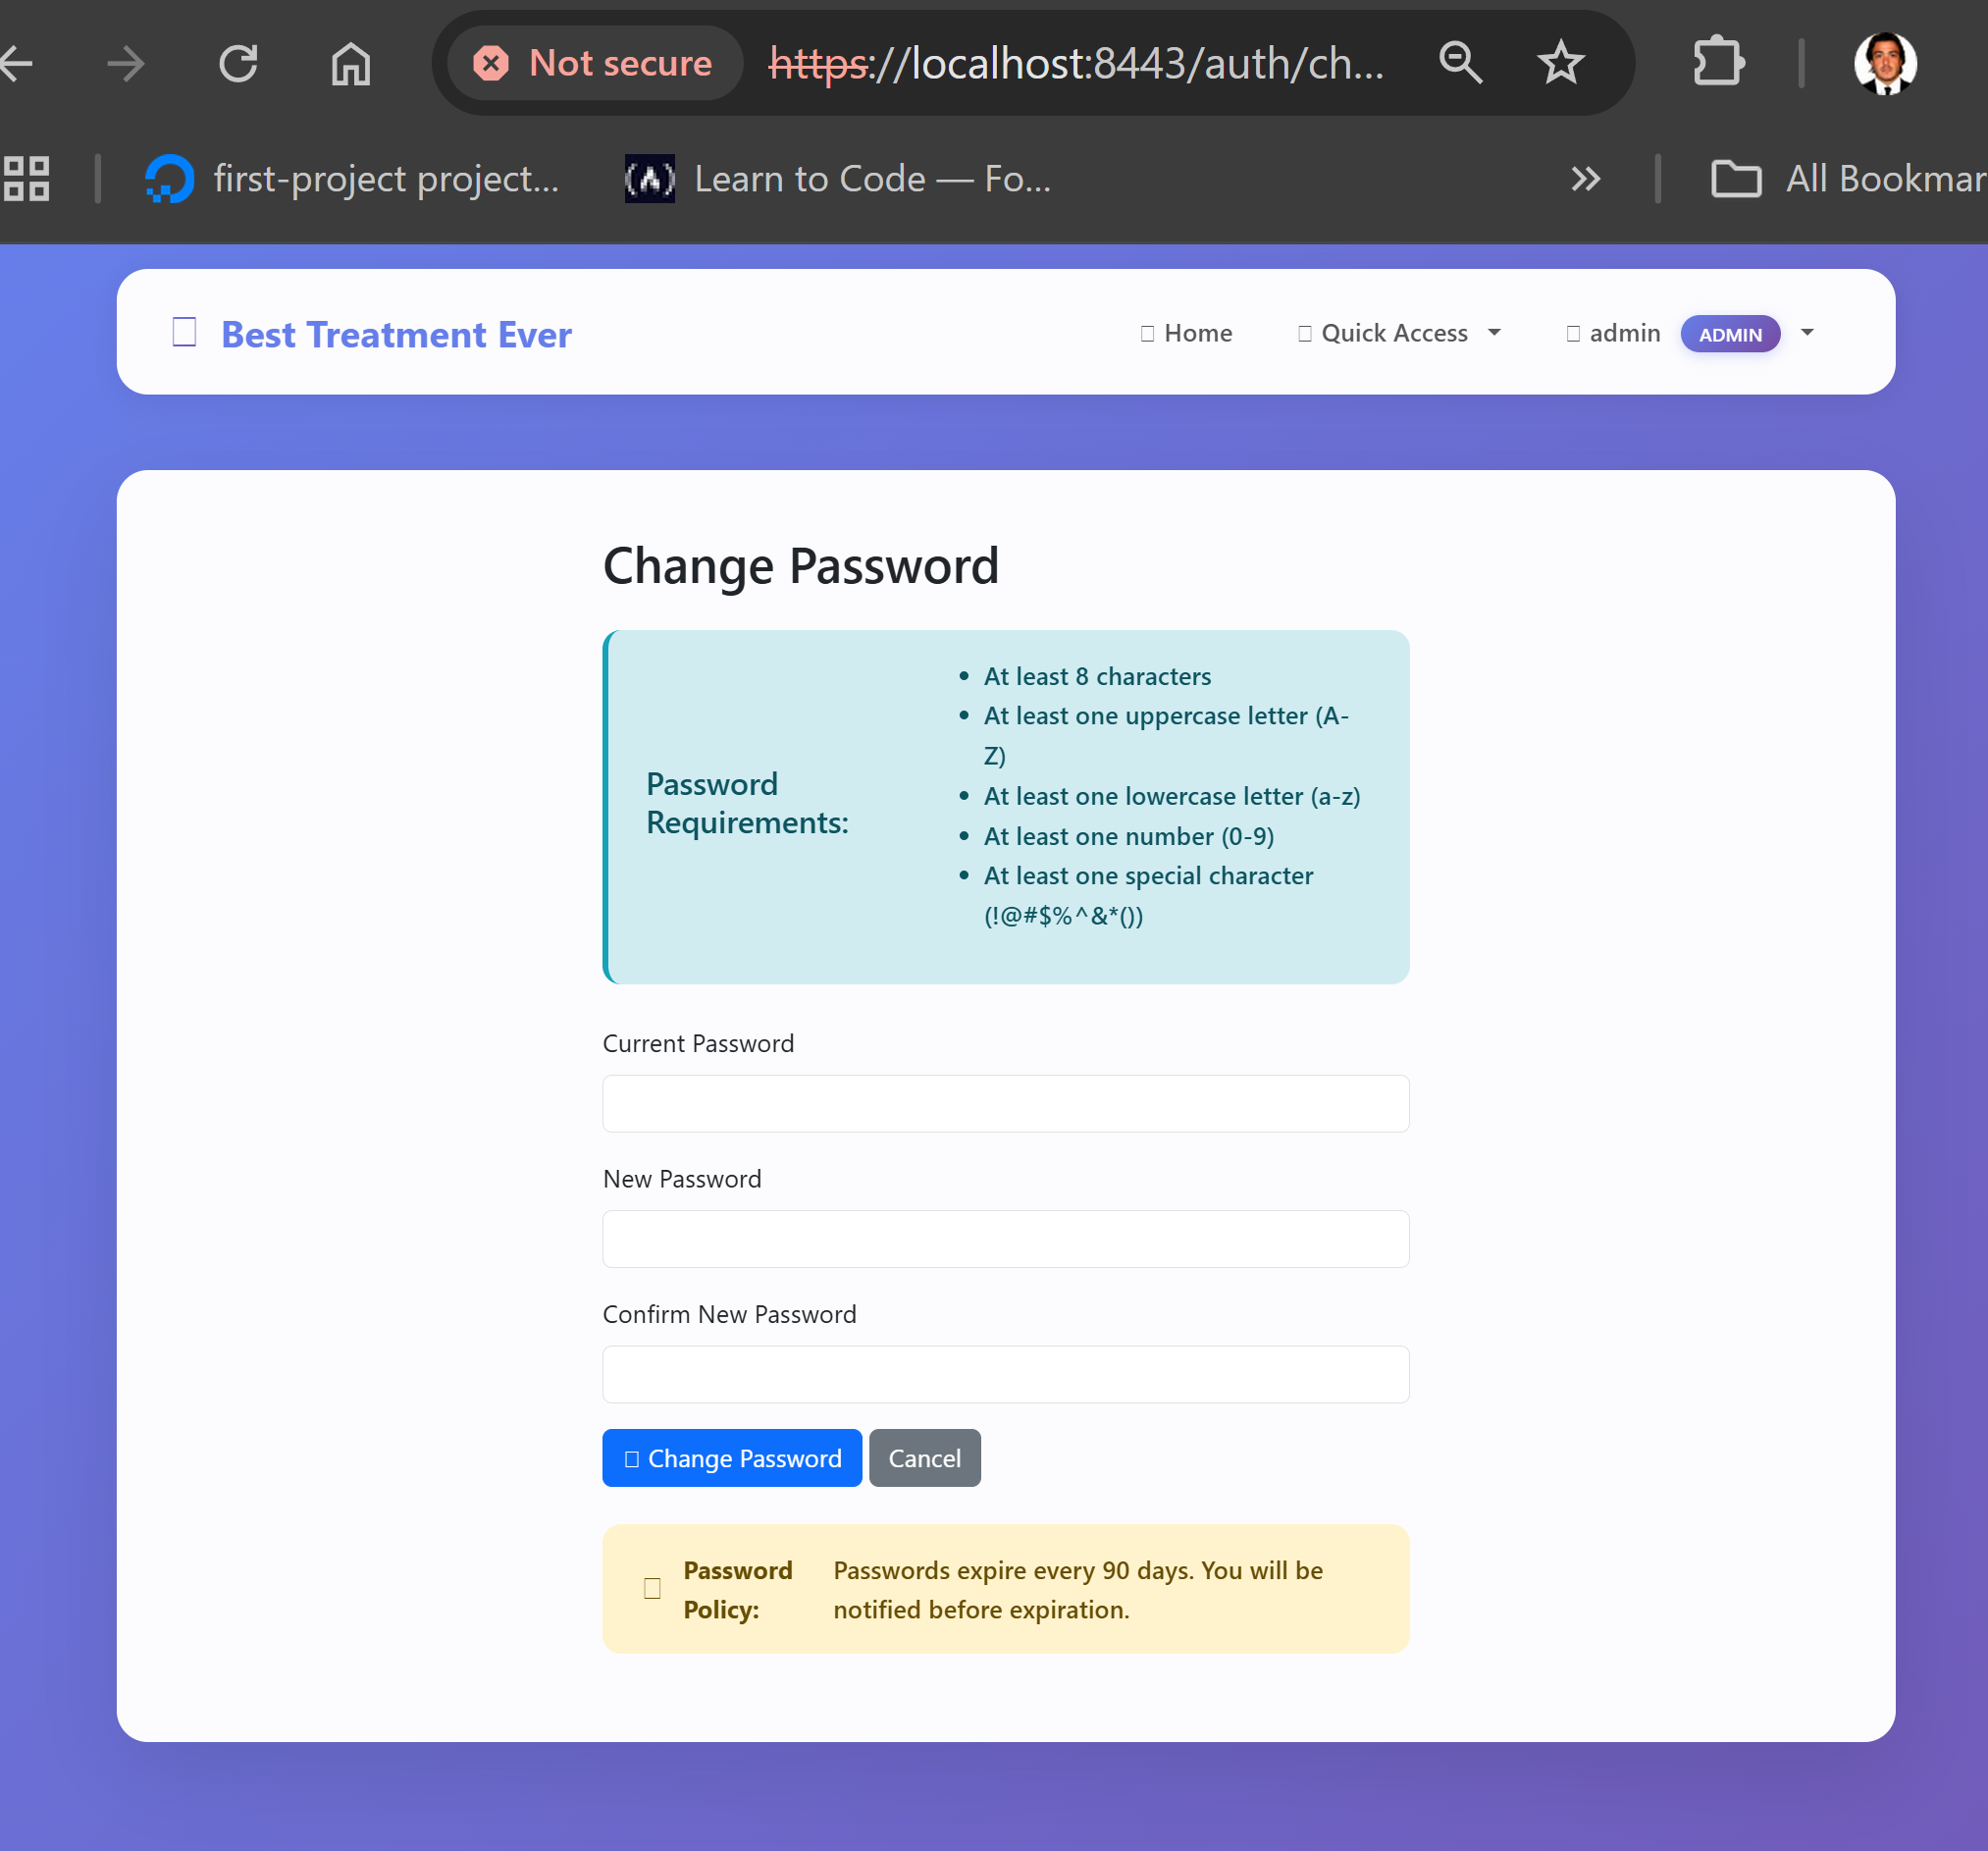 Not secure https://localhost:8443/auth/ch...
first-project project...
Learn to Code — Fo...
All Bookmar
Best Treatment Ever
Home
Quick Access
admin ADMIN
Change Password
Password
Requirements:
• At least 8 characters
• At least one uppercase letter (A-
Z)
• At least one lowercase letter (a-z)
• At least one number (0-9)
• At least one special character
(!@#$%^&*())
Current Password
New Password
Confirm New Password
Change Password
Cancel
Password
Policy:
Passwords expire every 90 days. You will be
notified before expiration.